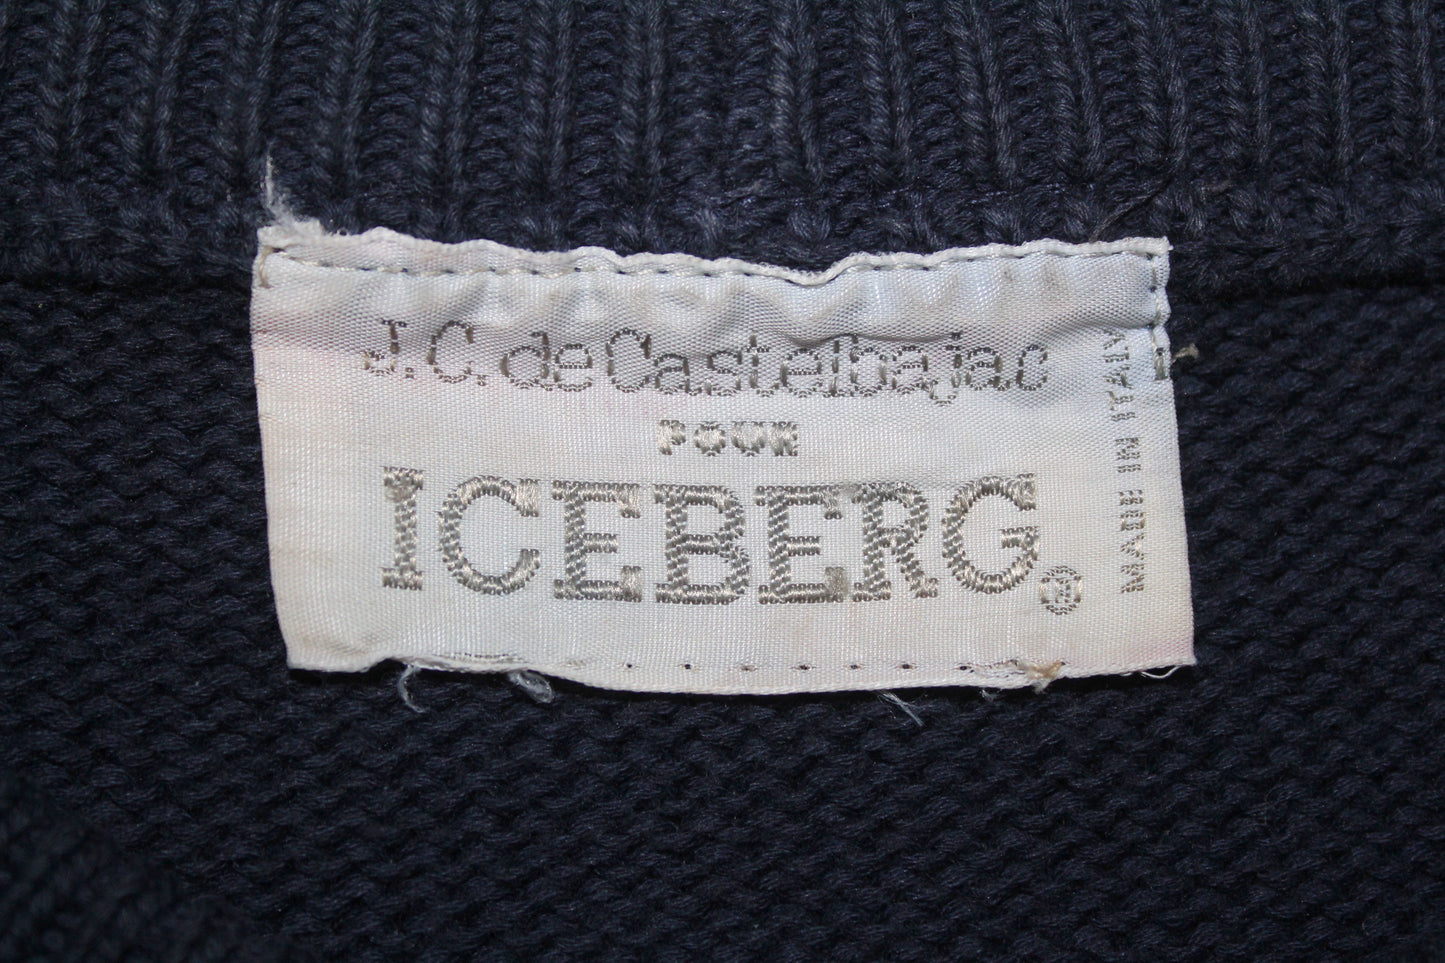 J.C. de Castelbajac
POUR
ICEBERG®
MADE IN ITALY